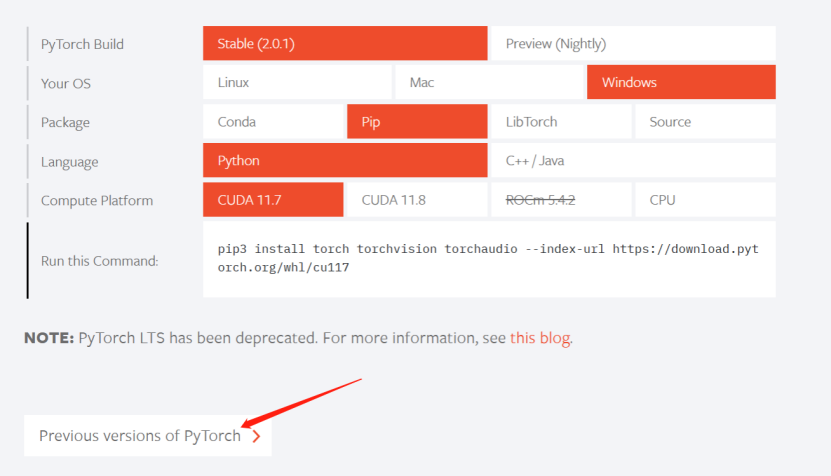 PyTorch Build Stable (2.0.1) Preview (Nightly)
Your OS Linux Mac Windows
Package Conda Pip LibTorch Source
Language Python C++ / Java
Compute Platform CUDA 11.7 CUDA 11.8 ROCm 5.4.2 CPU
Run this Command: pip3 install torch torchvision torchaudio --index-url https://download.pyt
orch.org/whl/cu117
NOTE: PyTorch LTS has been deprecated. For more information, see this blog.
Previous versions of PyTorch